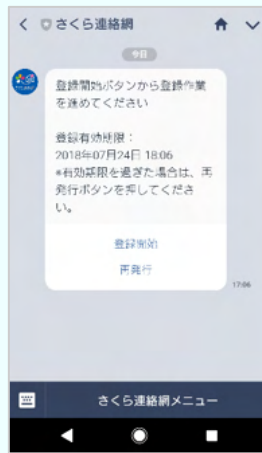 さくら連絡網
今日
登録開始ボタンから登録作業
を進めてください
登録有効期限：
2018年07月24日 18:06
*有効期限を過ぎた場合は、再
発行ボタンを押してくださ
い。
登録開始
再発行
17:06
さくら連絡網メニュー